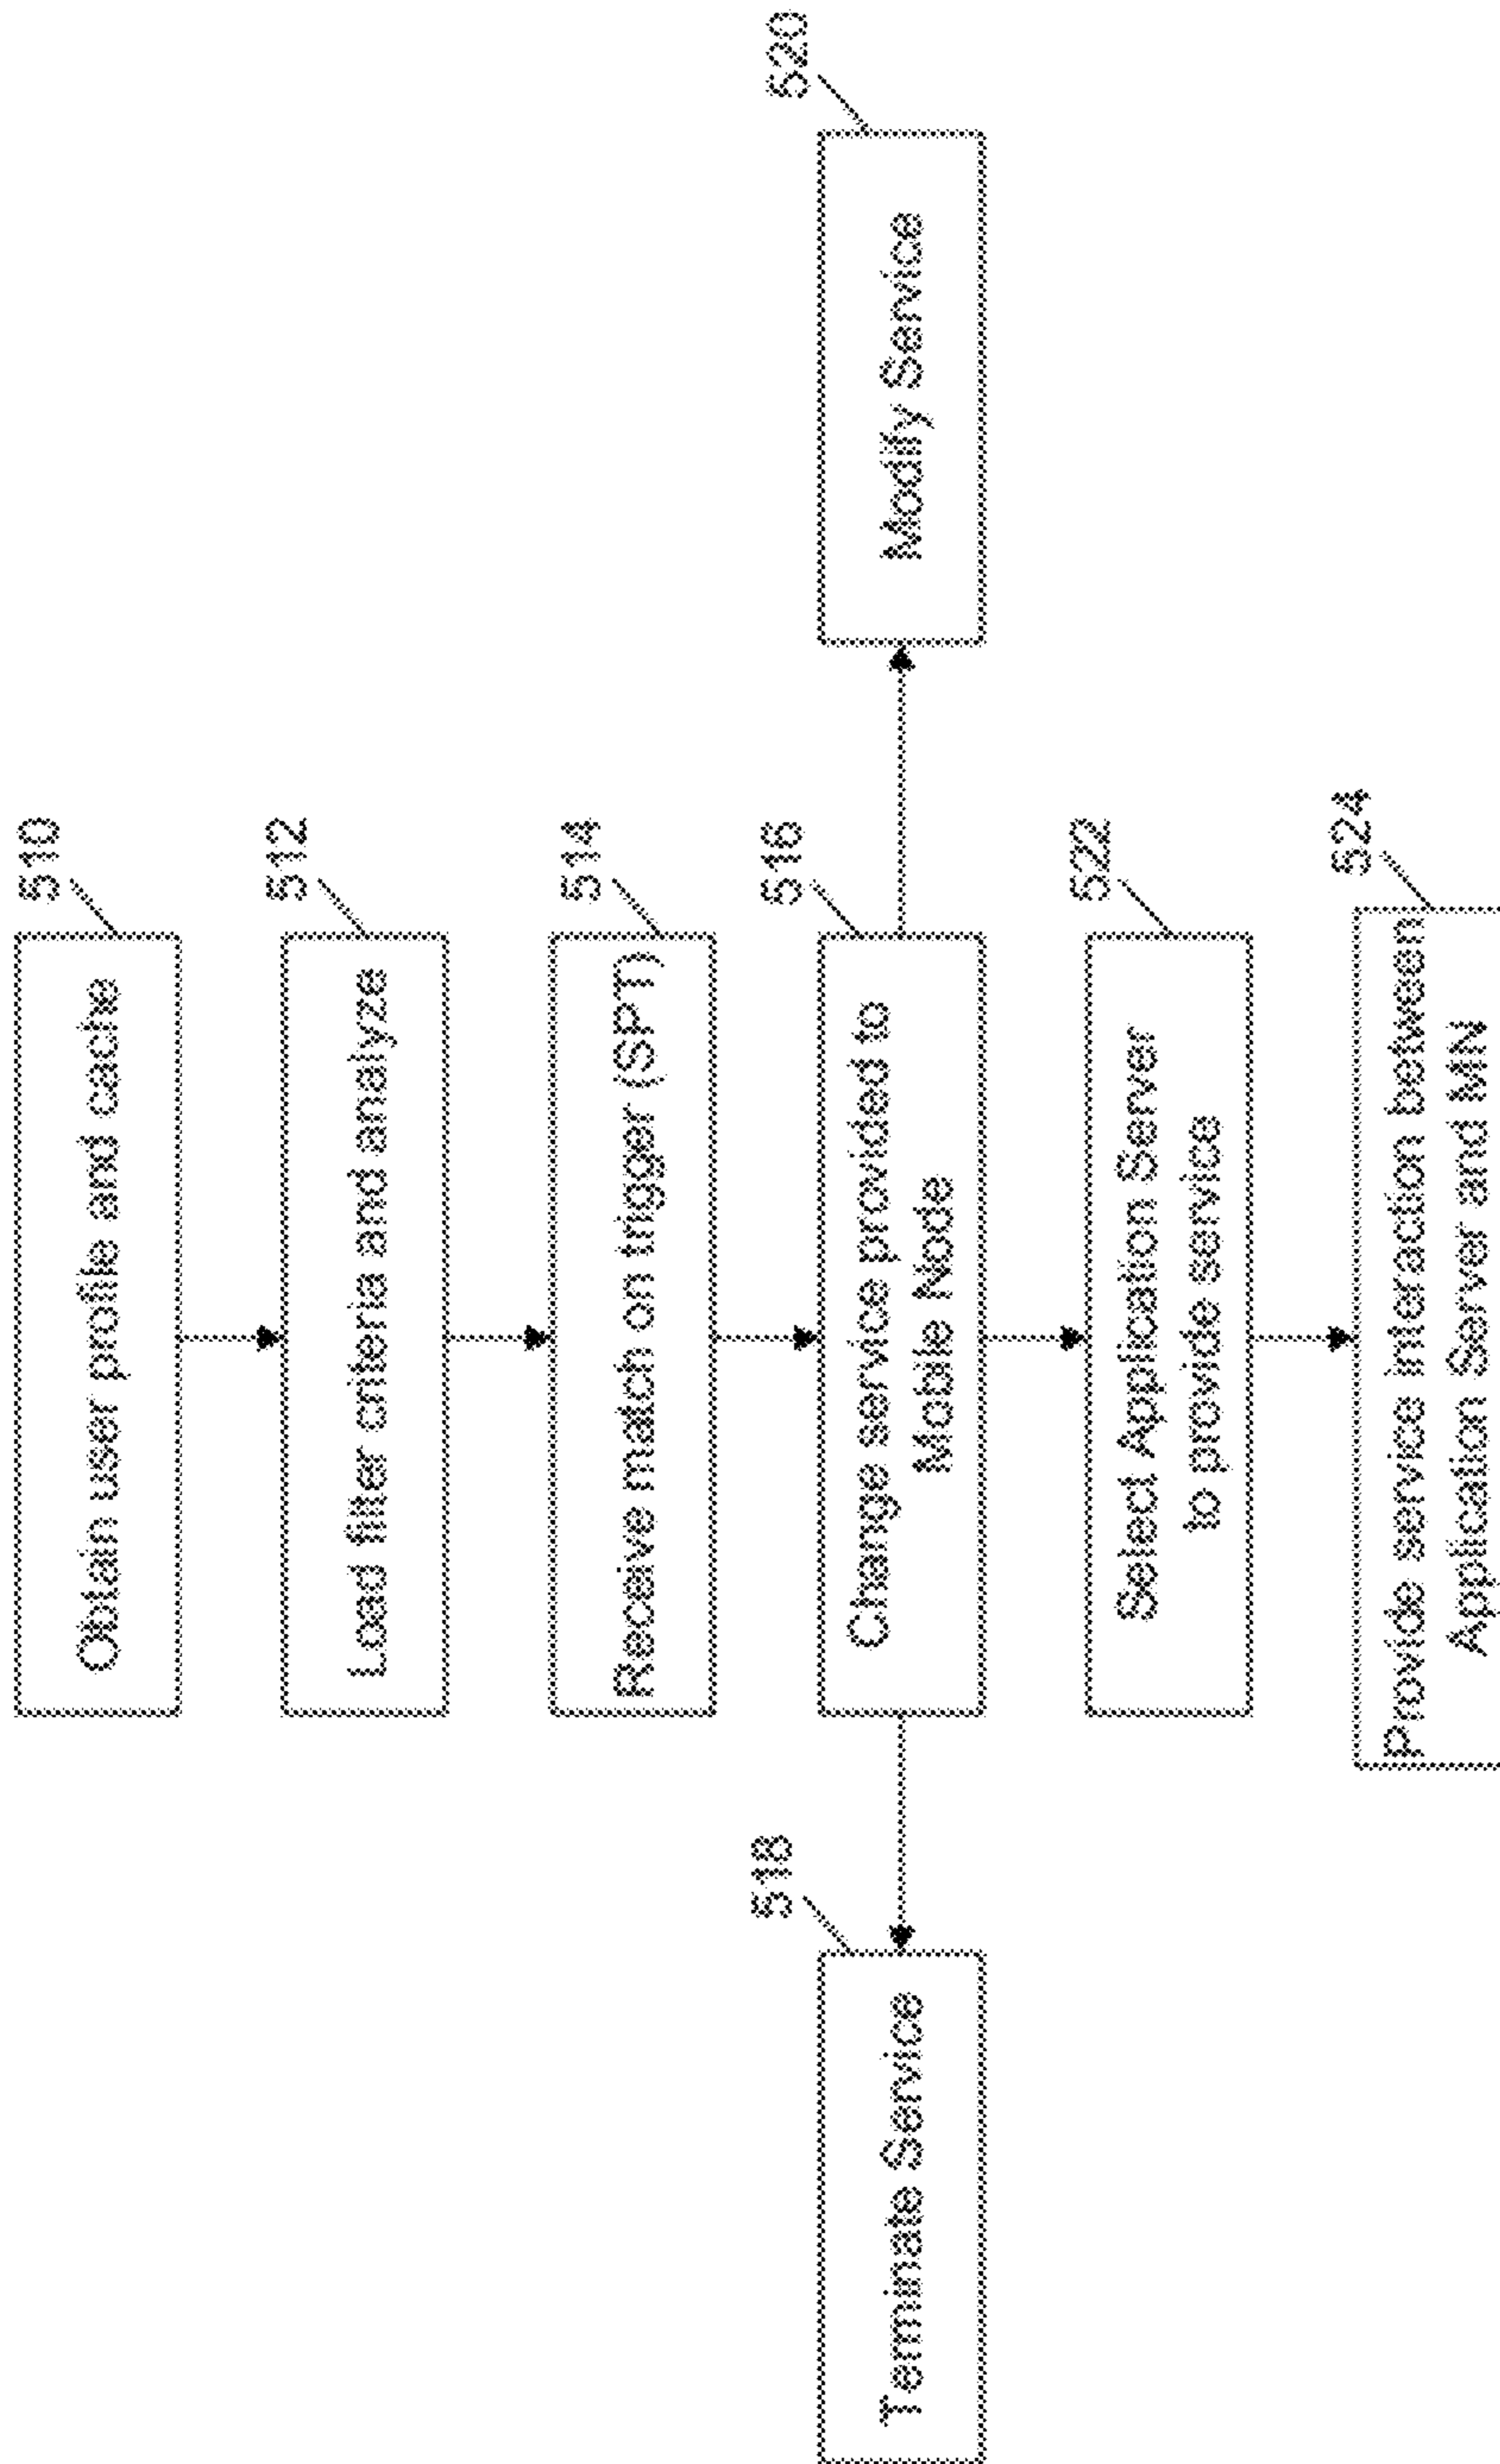 510
Obtain user profile and cache
512
Load filter criteria and analyze
514
Receive match on trigger (SPT)
516
Change service provided to
Mobile Node
518
Terminate Service
520
Modify Service
522
Select Application Server
to provide service
524
Provide service interaction between
Application Server and MN